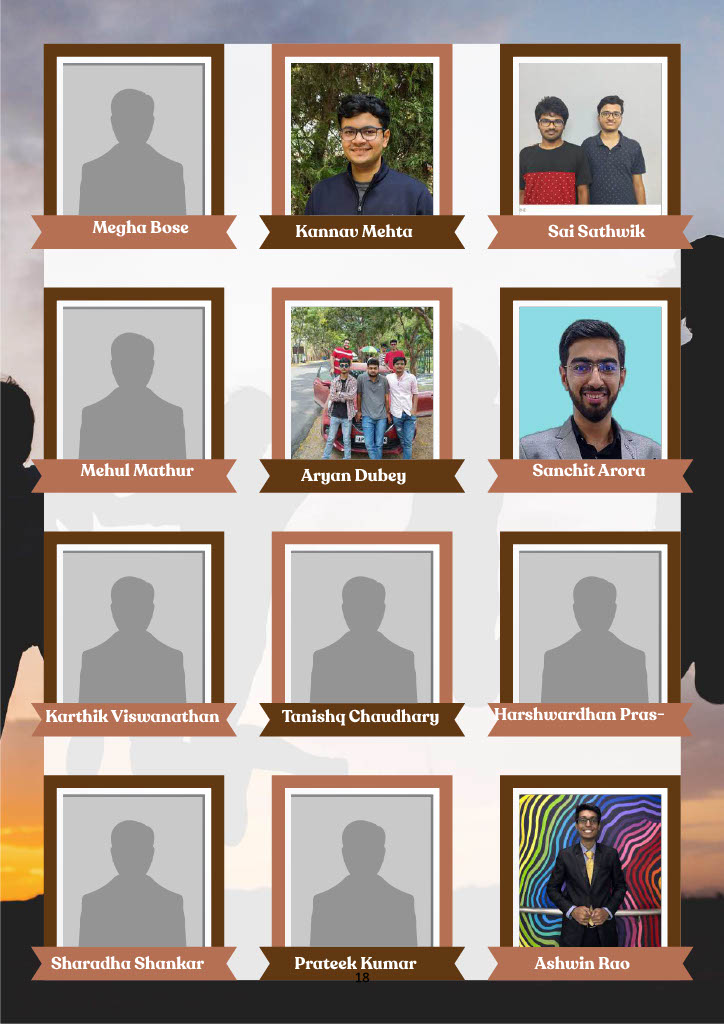 Megha Bose
Kannav Mehta
Sai Sathwik
Mehul Mathur
Aryan Dubey
Sanchit Arora
Karthik Viswanathan
Tanishq Chaudhary
Harshwardhan Pras-
Sharadha Shankar
Prateek Kumar
Ashwin Rao
18